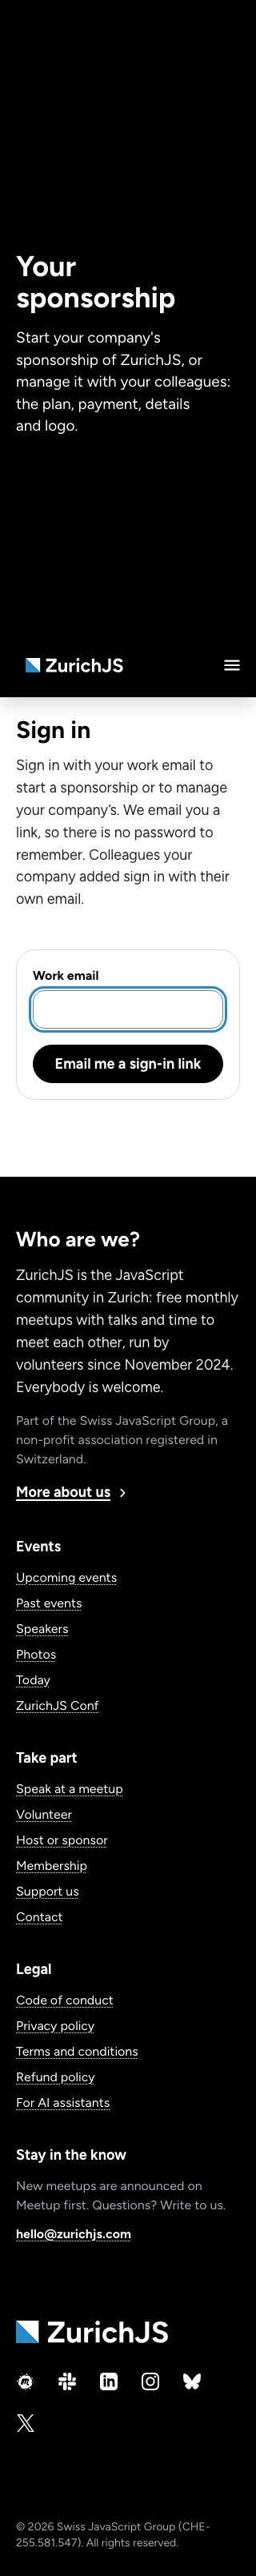 Your
sponsorship
Start your company's
sponsorship of ZurichJS, or
manage it with your colleagues:
the plan, payment, details
and logo.
ZurichJS
Sign in
Sign in with your work email to
start a sponsorship or to manage
your company’s. We email you a
link, so there is no password to
remember. Colleagues your
company added sign in with their
own email.
Work email
Email me a sign-in link
Who are we?
ZurichJS is the JavaScript
community in Zurich: free monthly
meetups with talks and time to
meet each other, run by
volunteers since November 2024.
Everybody is welcome.
Part of the Swiss JavaScript Group, a
non-profit association registered in
Switzerland.
More about us
Events
Upcoming events
Past events
Speakers
Photos
Today
ZurichJS Conf
Take part
Speak at a meetup
Volunteer
Host or sponsor
Membership
Support us
Contact
Legal
Code of conduct
Privacy policy
Terms and conditions
Refund policy
For AI assistants
Stay in the know
New meetups are announced on
Meetup first. Questions? Write to us.
hello@zurichjs.com
ZurichJS
© 2026 Swiss JavaScript Group (CHE-
255.581.547). All rights reserved.